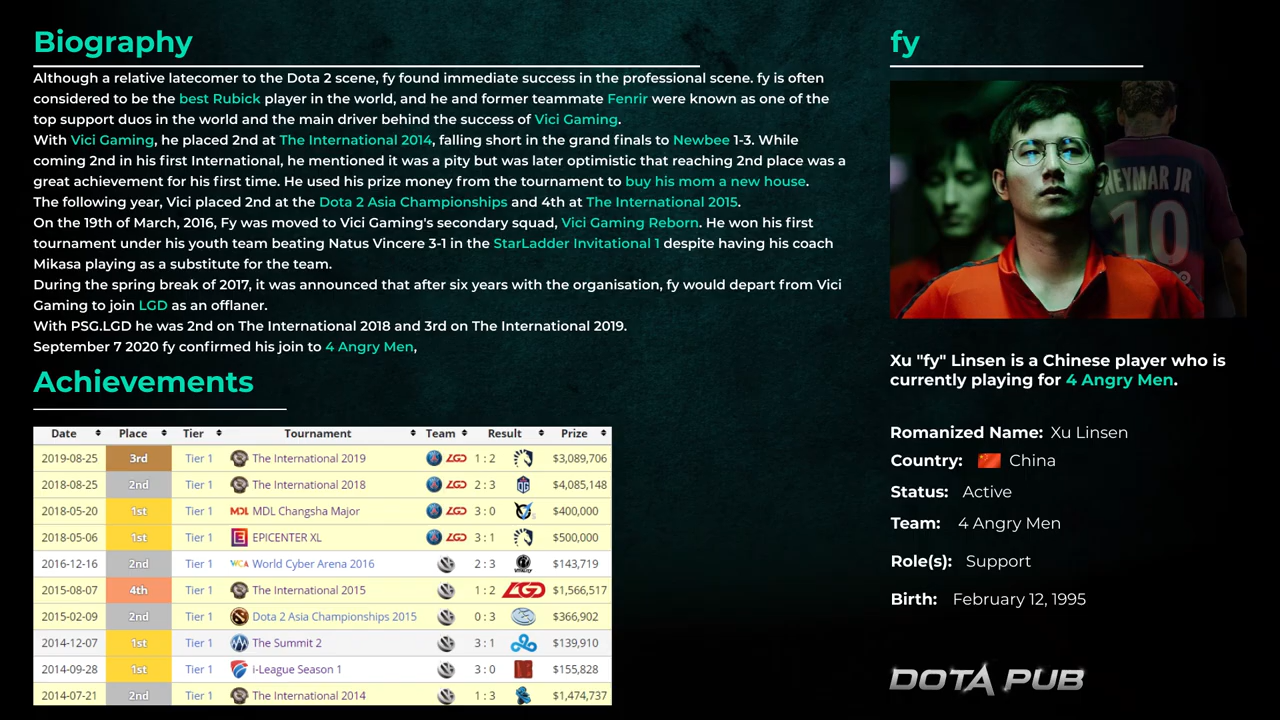 Biography
Although a relative latecomer to the Dota 2 scene, fy found immediate success in the professional scene. fy is often
considered to be the best Rubick player in the world, and he and former teammate Fenrir were known as one of the
top support duos in the world and the main driver behind the success of Vici Gaming.
With Vici Gaming, he placed 2nd at The International 2014, falling short in the grand finals to Newbee 1-3. While
coming 2nd in his first International, he mentioned it was a pity but was later optimistic that reaching 2nd place was a
great achievement for his first time. He used his prize money from the tournament to buy his mom a new house.
The following year, Vici placed 2nd at the Dota 2 Asia Championships and 4th at The International 2015.
On the 19th of March, 2016, Fy was moved to Vici Gaming's secondary squad, Vici Gaming Reborn. He won his first
tournament under his youth team beating Natus Vincere 3-1 in the StarLadder Invitational 1 despite having his coach
Mikasa playing as a substitute for the team.
During the spring break of 2017, it was announced that after six years with the organisation, fy would depart from Vici
Gaming to join LGD as an offlaner.
With PSG.LGD he was 2nd on The International 2018 and 3rd on The International 2019.
September 7 2020 fy confirmed his join to 4 Angry Men,
Achievements
Date Place Tier Tournament Team Result Prize
2019-08-25 3rd Tier 1 The International 2019 LGD 1 : 2 $3,089,706
2018-08-25 2nd Tier 1 The International 2018 LGD 2 : 3 OG $4,085,148
2018-05-20 1st Tier 1 MDL MDL Changsha Major LGD 3 : 0 $400,000
2018-05-06 1st Tier 1 E EPICENTER XL LGD 3 : 1 $500,000
2016-12-16 2nd Tier 1 WCA World Cyber Arena 2016 2 : 3 $143,719
2015-08-07 4th Tier 1 The International 2015 1 : 2 LGD $1,566,517
2015-02-09 2nd Tier 1 Dota 2 Asia Championships 2015 0 : 3 $366,902
2014-12-07 1st Tier 1 The Summit 2 3 : 1 $139,910
2014-09-28 1st Tier 1 i-League Season 1 3 : 0 $155,828
2014-07-21 2nd Tier 1 The International 2014 1 : 3 $1,474,737
fy
NEYMAR JR
10
Xu "fy" Linsen is a Chinese player who is
currently playing for 4 Angry Men.
Romanized Name: Xu Linsen
Country: China
Status: Active
Team: 4 Angry Men
Role(s): Support
Birth: February 12, 1995
DOTA PUB